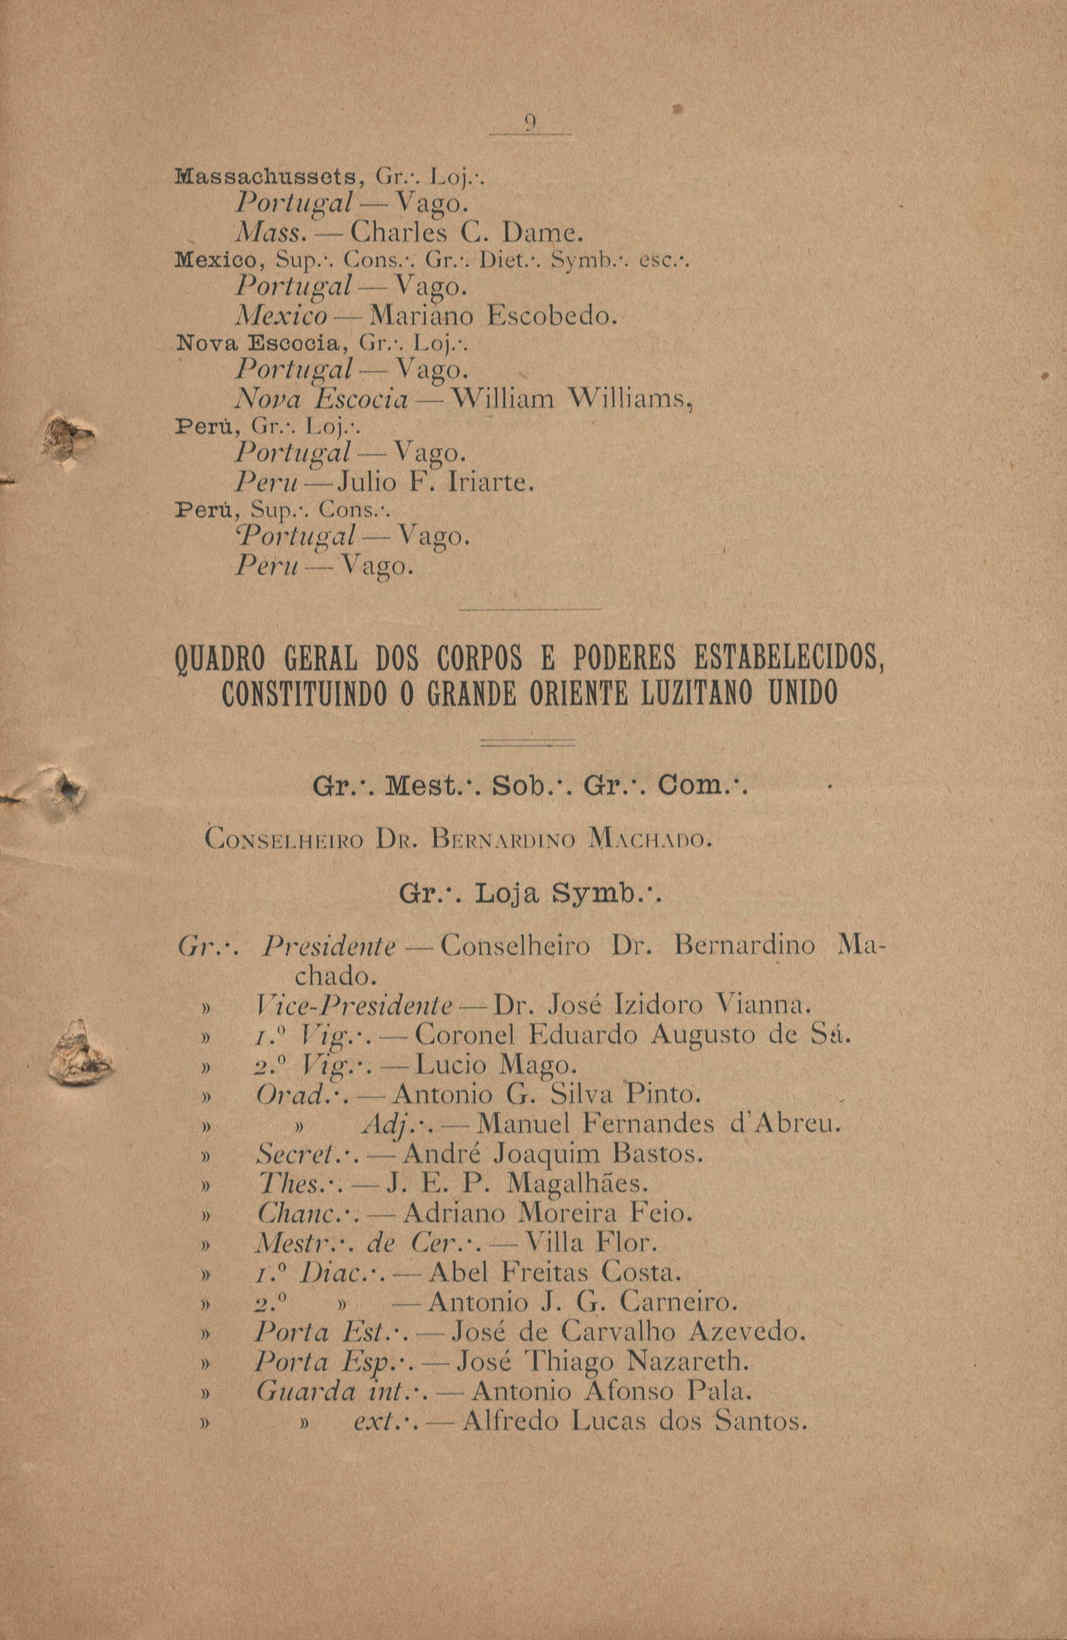 9
Massachussets, Gr.·. Loj.·.
Portugal — Vago.
Mass. — Charles C. Dame.
Mexico, Sup.·. Cons.·. Gr.·. Diet.·. Symb.·. esc.·.
Portugal — Vago.
Mexico — Mariano Escobedo.
Nova Escocia, Gr.·. Loj.·.
Portugal — Vago.
Nova Escocia — William Williams,
Perú, Gr.·. Loj.·.
Portugal — Vago.
Peru — Julio F. Iriarte.
Perú, Sup.·. Cons.·.
Portugal — Vago.
Peru — Vago.
QUADRO GERAL DOS CORPOS E PODERES ESTABELECIDOS,
CONSTITUINDO O GRANDE ORIENTE LUZITANO UNIDO
Gr.·. Mest.·. Sob.·. Gr.·. Com.·.
CONSELHEIRO DR. BERNARDINO MACHADO.
Gr.·. Loja Symb.·.
Gr.·. Presidente — Conselheiro Dr. Bernardino Ma-
chado.
» Vice-Presidente — Dr. José Izidoro Vianna.
» 1.º Vig.·. — Coronel Eduardo Augusto de Sá.
» 2.º Vig.·. — Lucio Mago.
» Orad.·. — Antonio G. Silva Pinto.
» » Adj.·. — Manuel Fernandes d'Abreu.
» Secret.·. — André Joaquim Bastos.
» Thes.·. — J. E. P. Magalhães.
» Chanc.·. — Adriano Moreira Feio.
» Mestr.·. de Cer.·. — Villa Flor.
» 1.º Diac.·. — Abel Freitas Costa.
» 2.º » — Antonio J. G. Carneiro.
» Porta Est.·. — José de Carvalho Azevedo.
» Porta Esp.·. — José Thiago Nazareth.
» Guarda int.·. — Antonio Afonso Pala.
» » ext.·. — Alfredo Lucas dos Santos.